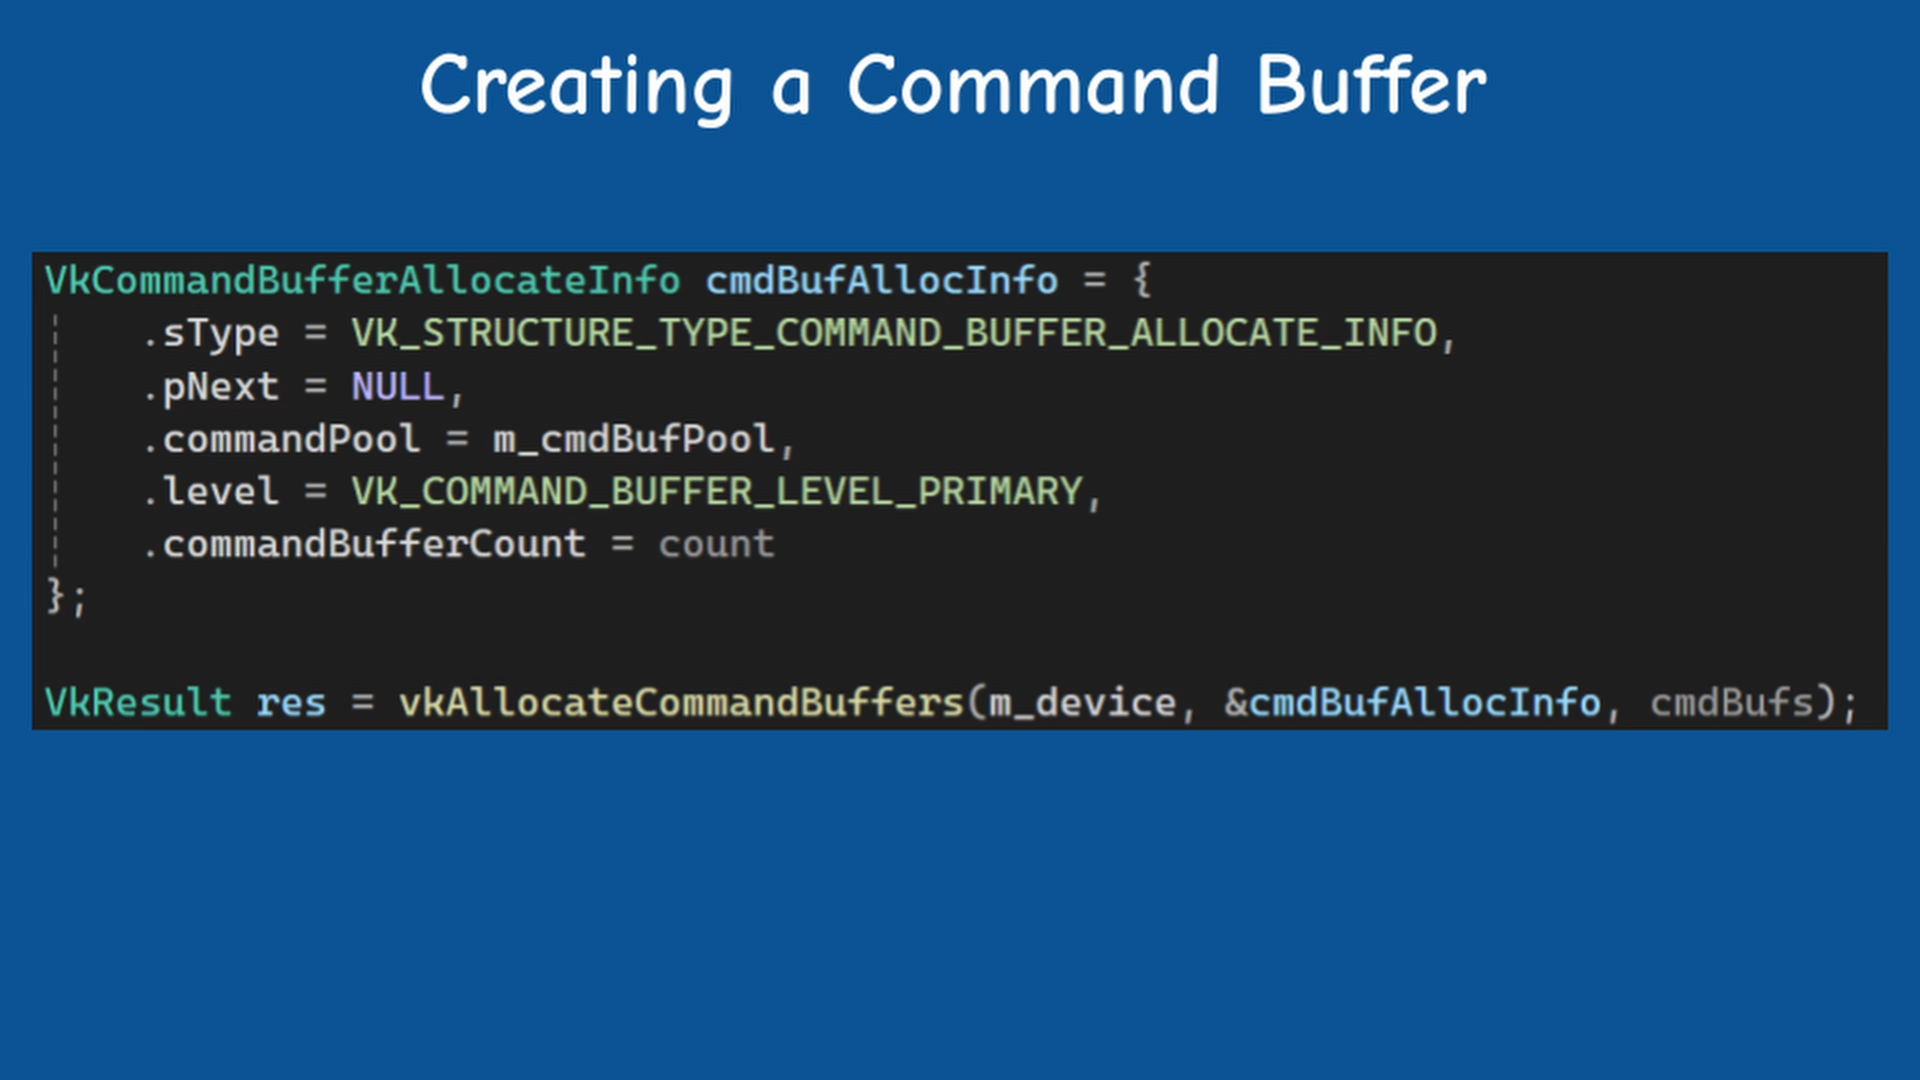 Creating a Command Buffer
VkCommandBufferAllocateInfo cmdBufAllocInfo = {
    .sType = VK_STRUCTURE_TYPE_COMMAND_BUFFER_ALLOCATE_INFO,
    .pNext = NULL,
    .commandPool = m_cmdBufPool,
    .level = VK_COMMAND_BUFFER_LEVEL_PRIMARY,
    .commandBufferCount = count
};
VkResult res = vkAllocateCommandBuffers(m_device, &cmdBufAllocInfo, cmdBufs);